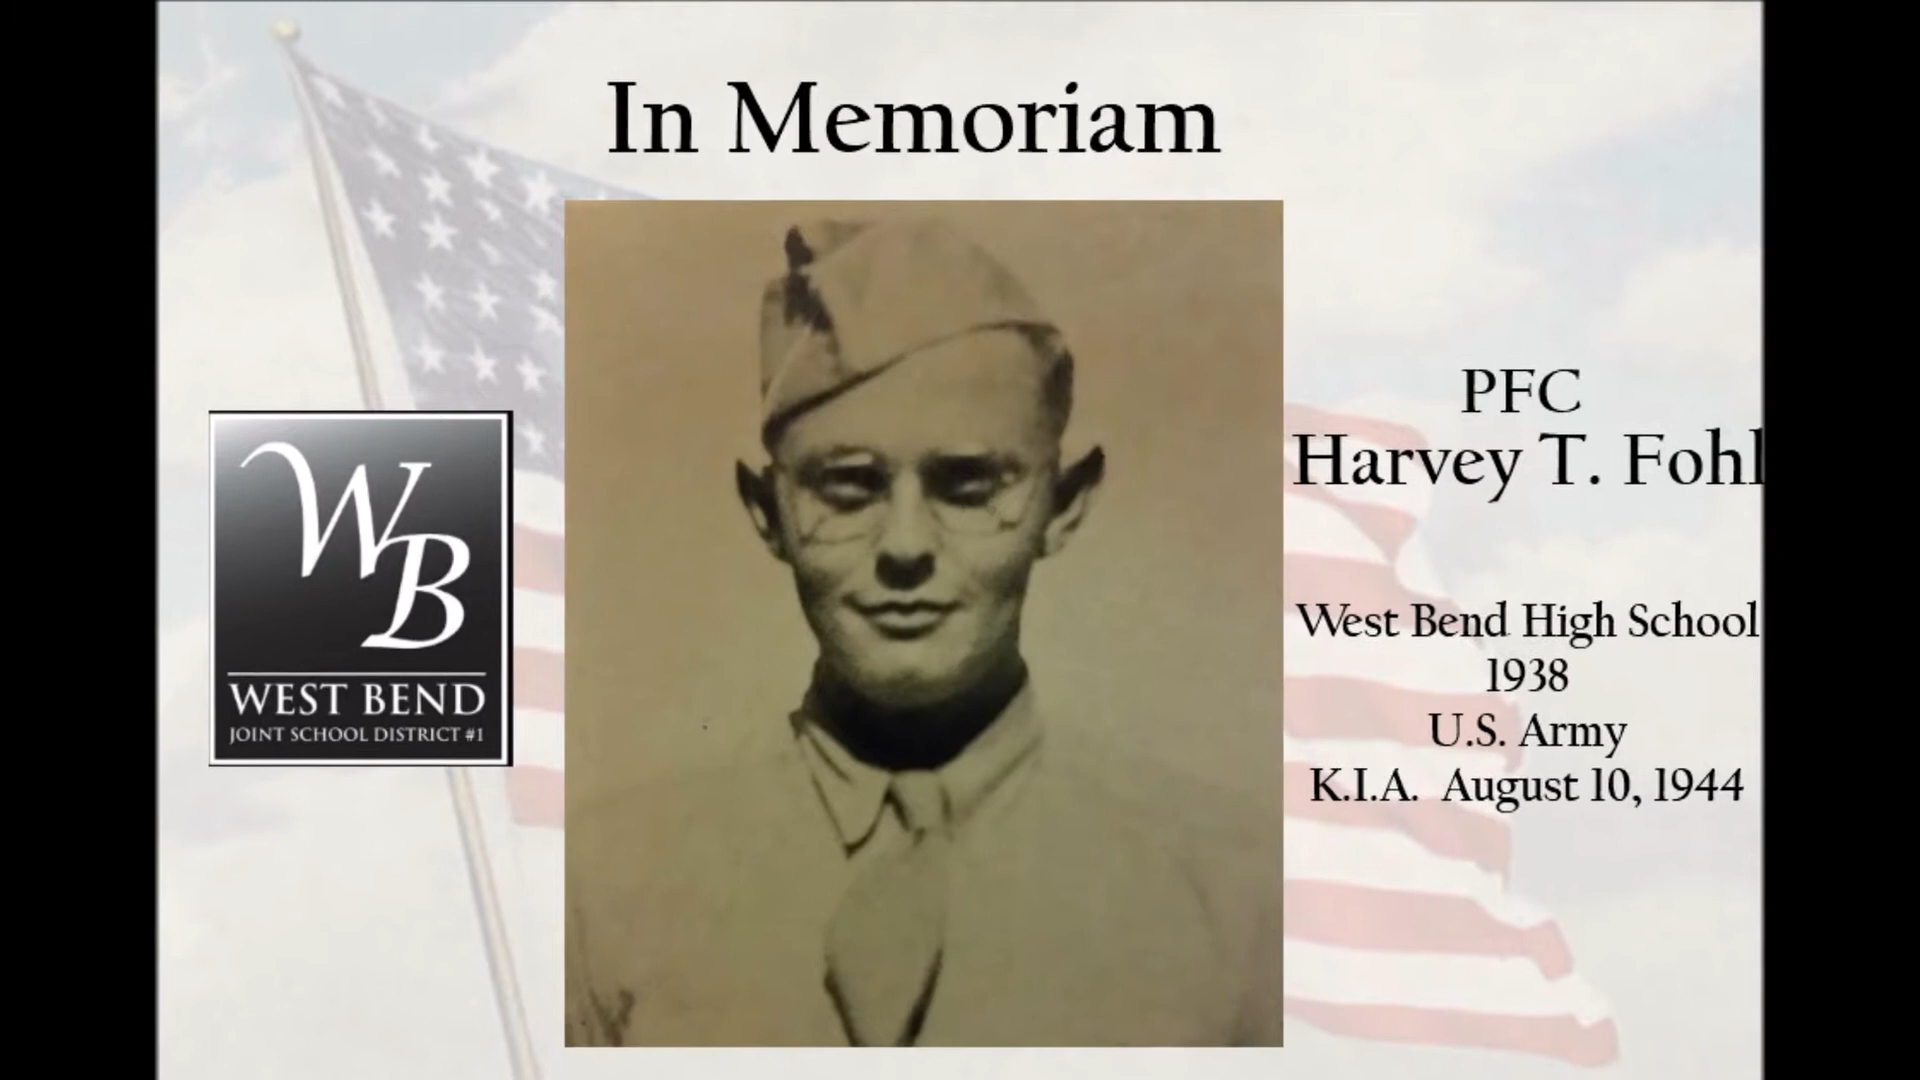 In Memoriam
PFC
Harvey T. Fohl
West Bend High School
1938
U.S. Army
K.I.A. August 10, 1944
WB
WEST BEND
JOINT SCHOOL DISTRICT #1